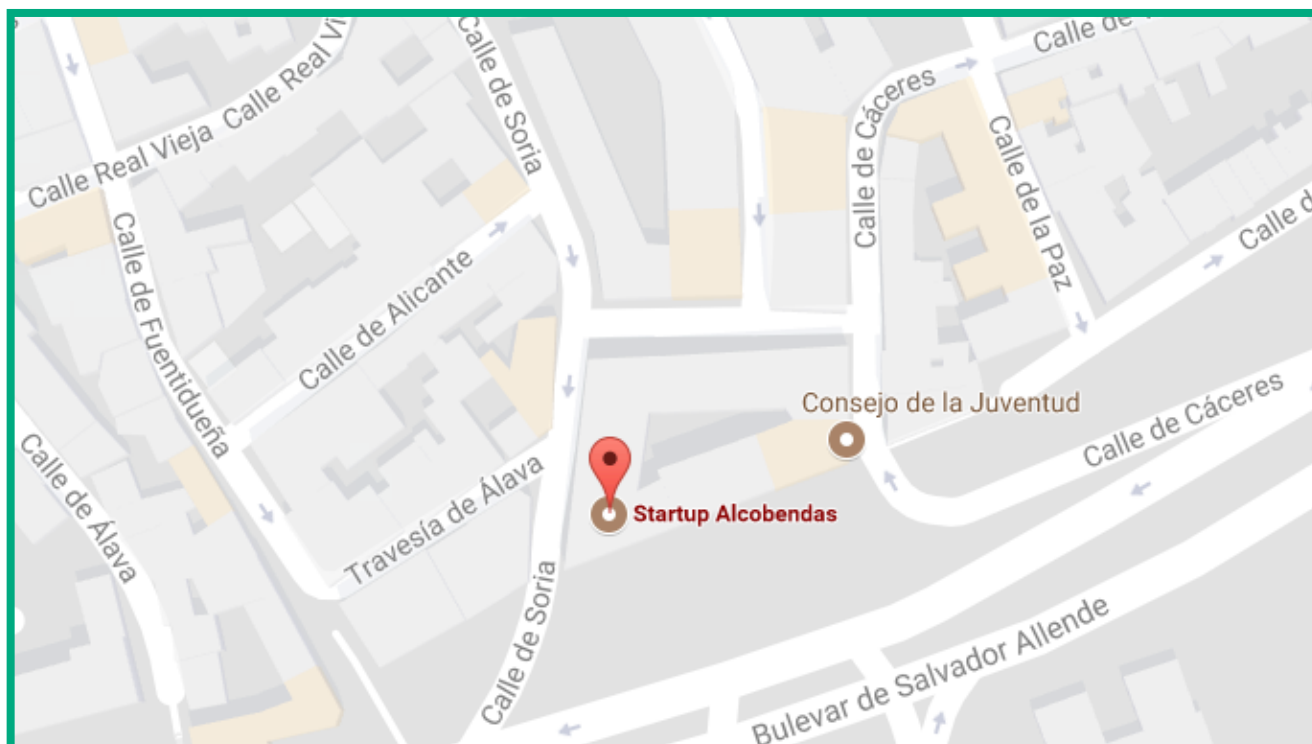 Calle de
Calle de Soria
Calle Real Vi
Calle Real Vieja
Calle de Cáceres
Calle de la Paz
Calle d
Calle de Fuentidueña
Calle de Alicante
Consejo de la Juventud
Calle de Cáceres
Calle de Álava
Travesía de Álava
Startup Alcobendas
Calle de Soria
Bulevar de Salvador Allende